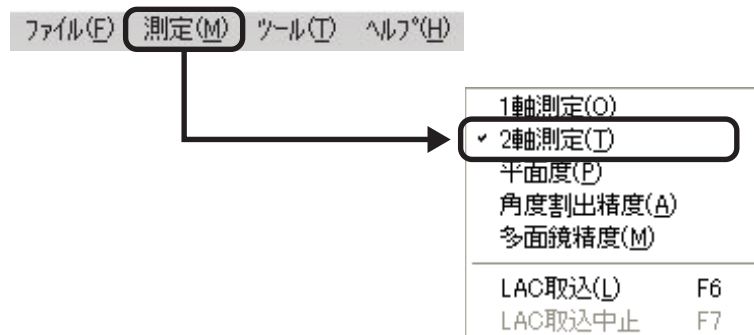 ファイル(F) 測定(M) ツール(T) ヘルプ(H)
1軸測定(O)
✓ 2軸測定(T)
平面度(P)
角度割出精度(A)
多面鏡精度(M)
LAC取込(L) F6
LAC取込中止 F7